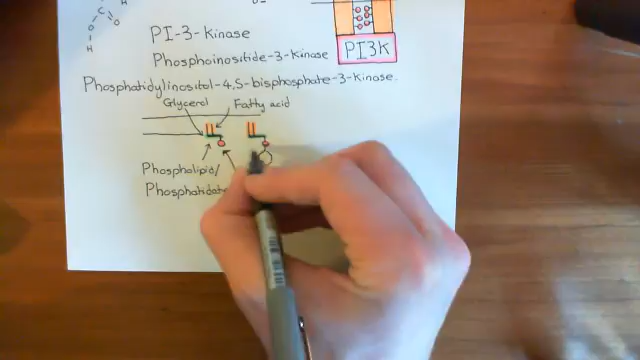 H
C
O
O
H
O-
PI-3-kinase
PI3K
Phosphoinositide-3-kinase
Phosphatidylinositol-4,5-bisphosphate-3-kinase.
Glycerol
Fatty acid
Phospholipid/